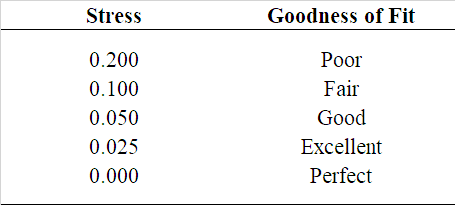 Stress Goodness of Fit
0.200 Poor
0.100 Fair
0.050 Good
0.025 Excellent
0.000 Perfect